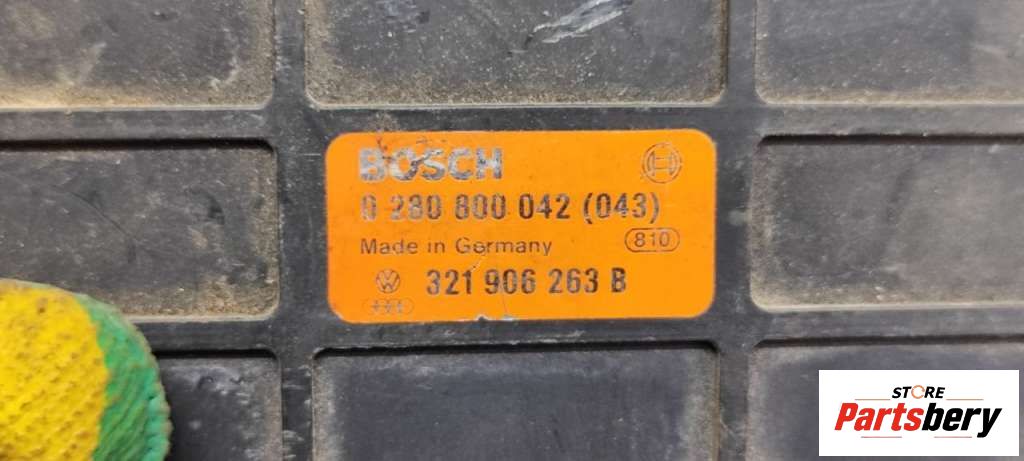 BOSCH
0 280 800 042 (043)
Made in Germany 810
321 906 263 B
STORE
Partsbery